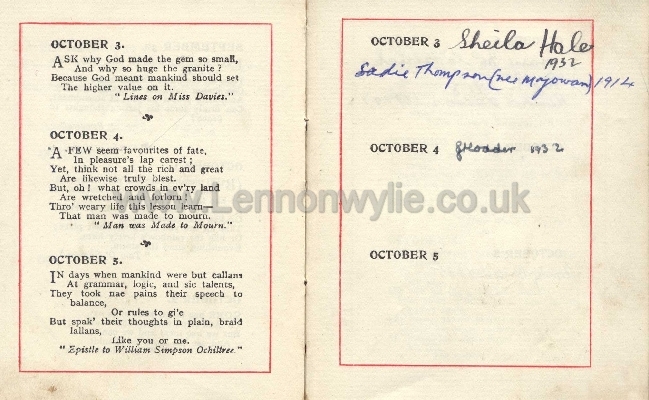 OCTOBER 3.
ASK why God made the gem so small,
And why so huge the granite?
Because God meant mankind should set
The higher value on it.
"Lines on Miss Davies."
OCTOBER 4.
A FEW seem favourites of fate,
In pleasure's lap carest;
Yet, think not all the rich and great
Are likewise truly blest.
But, oh! what crowds in ev'ry land
Are wretched and forlorn!
Thro' weary life this lesson learn—
That man was made to mourn.
"Man was Made to Mourn."
OCTOBER 5.
IN days when mankind were but callans
At grammar, logic, and sic talents,
They took nae pains their speech to
balance,
Or rules to gi'e
But spak' their thoughts in plain, braid
lallans,
Like you or me.
"Epistle to William Simpson Ochiltree."
OCTOBER 3 Sheila Hale
1932
Sadie Thompson (nee McGowan) 1914
OCTOBER 4 1932
OCTOBER 5
www.Lennonwylie.co.uk